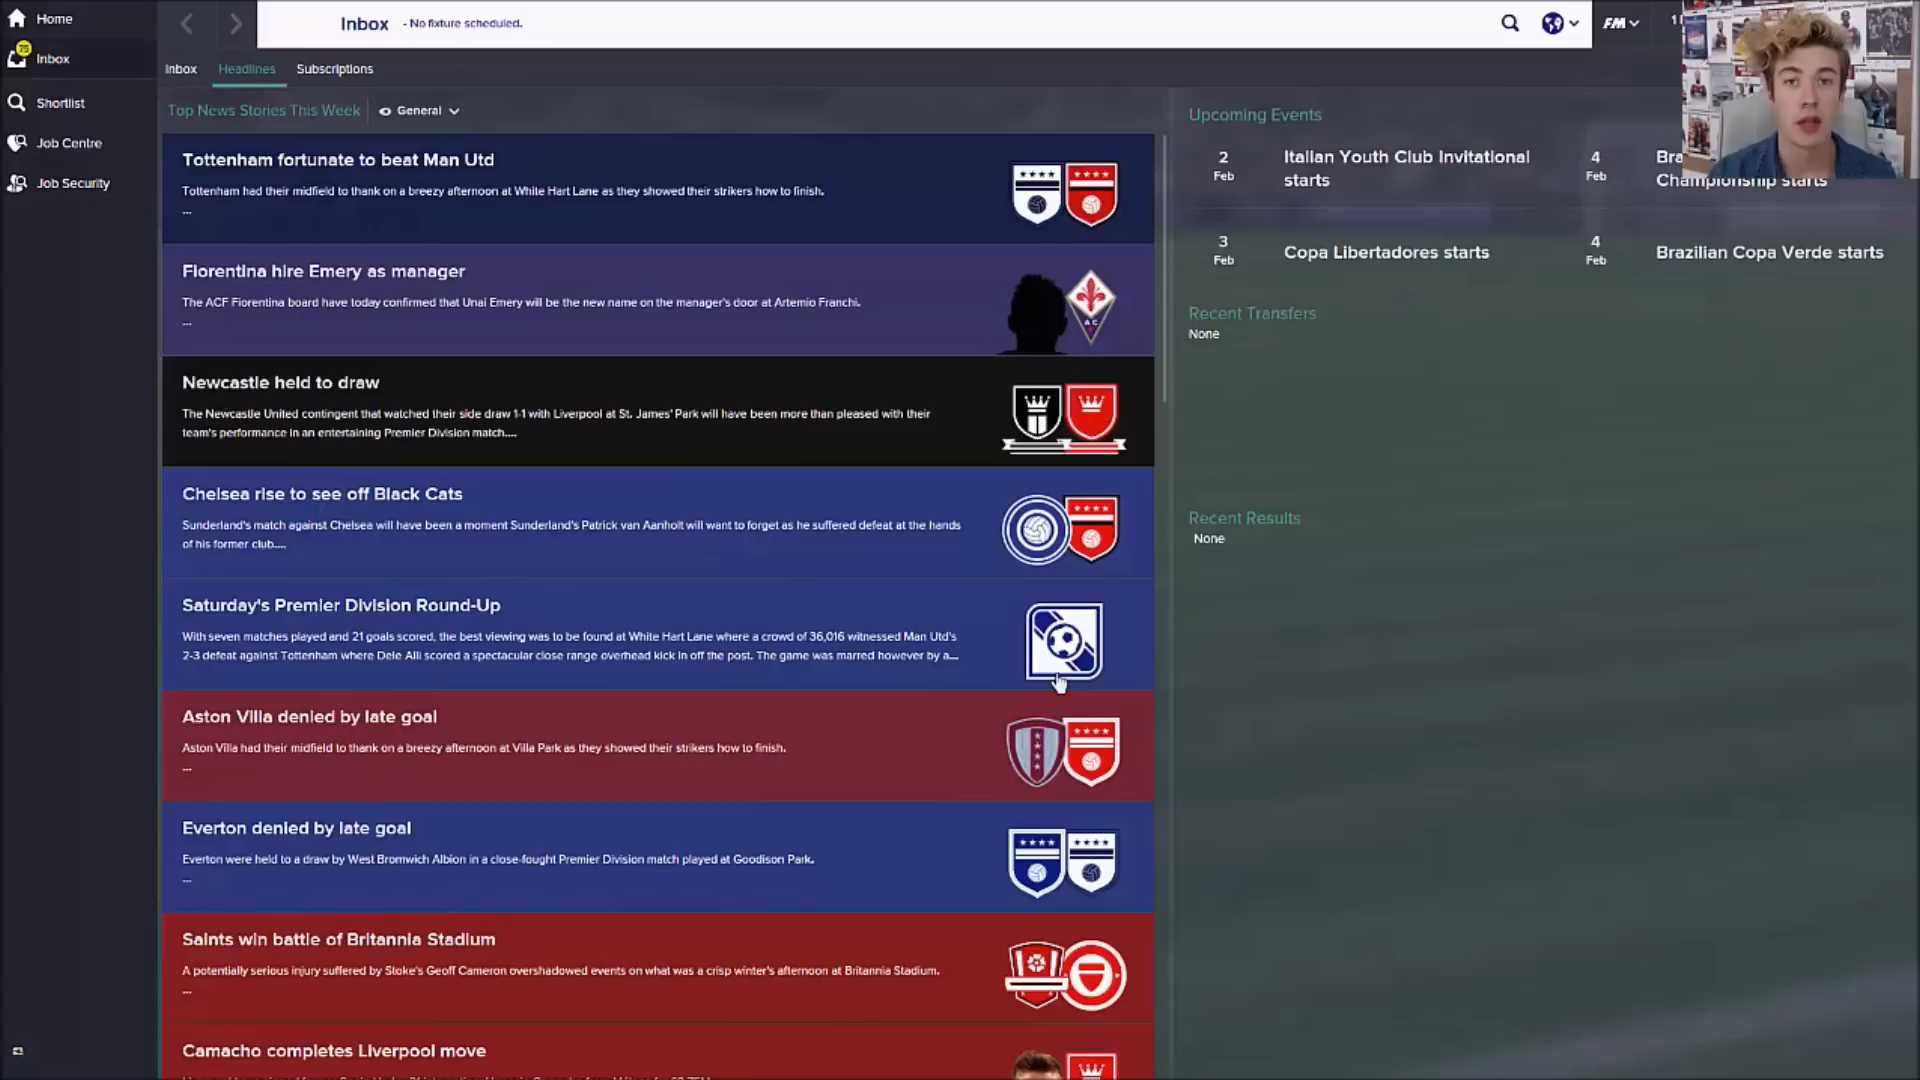 Home
Inbox
Shortlist
Job Centre
Job Security
Inbox - No fixture scheduled.
FM
Inbox Headlines Subscriptions
Top News Stories This Week General
Tottenham fortunate to beat Man Utd
Tottenham had their midfield to thank on a breezy afternoon at White Hart Lane as they showed their strikers how to finish.
...
Fiorentina hire Emery as manager
The ACF Fiorentina board have today confirmed that Unai Emery will be the new name on the manager's door at Artemio Franchi.
...
Newcastle held to draw
The Newcastle United contingent that watched their side draw 1-1 with Liverpool at St. James' Park will have been more than pleased with their
team's performance in an entertaining Premier Division match....
Chelsea rise to see off Black Cats
Sunderland's match against Chelsea will have been a moment Sunderland's Patrick van Aanholt will want to forget as he suffered defeat at the hands
of his former club....
Saturday's Premier Division Round-Up
With seven matches played and 21 goals scored, the best viewing was to be found at White Hart Lane where a crowd of 36,016 witnessed Man Utd's
2-3 defeat against Tottenham where Dele Alli scored a spectacular close range overhead kick in off the post. The game was marred however by a...
Aston Villa denied by late goal
Aston Villa had their midfield to thank on a breezy afternoon at Villa Park as they showed their strikers how to finish.
...
Everton denied by late goal
Everton were held to a draw by West Bromwich Albion in a close-fought Premier Division match played at Goodison Park.
...
Saints win battle of Britannia Stadium
A potentially serious injury suffered by Stoke's Geoff Cameron overshadowed events on what was a crisp winter's afternoon at Britannia Stadium.
...
Camacho completes Liverpool move
Upcoming Events
2 Feb
Italian Youth Club Invitational
starts
4 Feb
Bra
Championship starts
3 Feb
Copa Libertadores starts
4 Feb
Brazilian Copa Verde starts
Recent Transfers
None
Recent Results
None